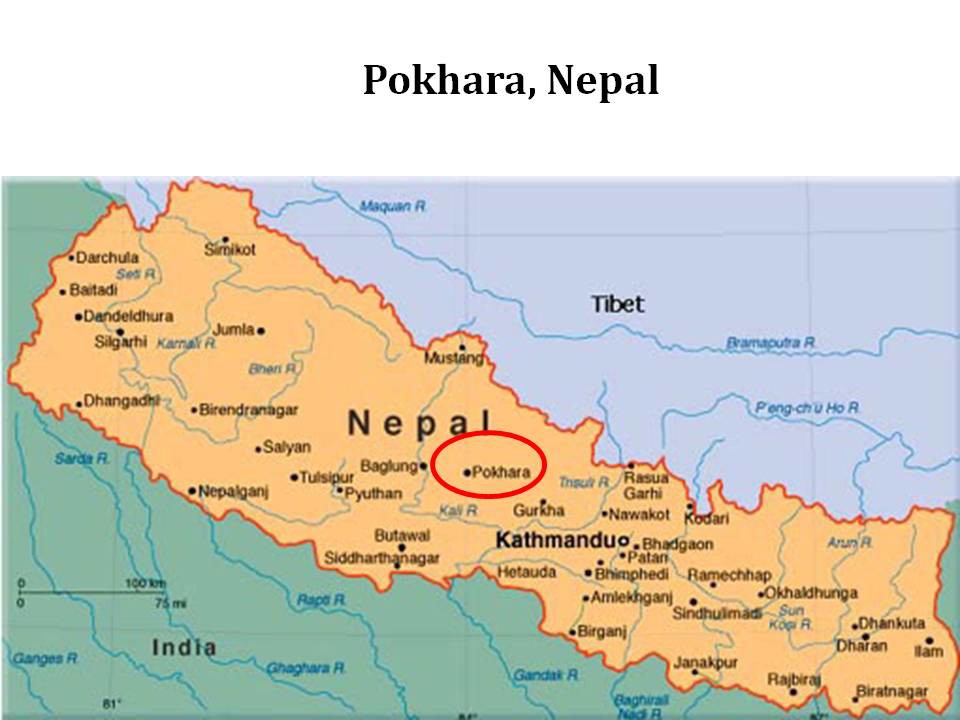 Pokhara, Nepal
Maquan R.
Simikot
Darchula
Seti R.
Baitadi
Tibet
Dandeldhura
Jumla
Silgarhi
Karnali R.
Bramaputra R.
Mustang
Bheri R.
Dhangadhi
Birendranagar
P'eng-ch'u Ho R.
Nepal
Salyan
Sarda R.
Baglung
Pokhara
Tulsipur
Trisuli R.
Rasua
Garhi
Nepalganj
Pyuthan
Kali R.
Gurkha
Nawakot
Kodari
Butawal
Kathmandu
Bhadgaon
Arun R.
Siddharthanagar
Patan
Hetauda
Bhimphedi
Ramechhap
0 100 km
0 75 mi
Rapti R.
Amlekhganj
Okhaldhunga
Sindhulimadi
Sun
Kosi R.
Birganj
Dhankuta
India
Dharan
Ilam
Ganges R.
Ghaghara R.
Gandak R.
Janakpur
Rajbiraj
Biratnagar
Baghirall
Nadi R.
81°